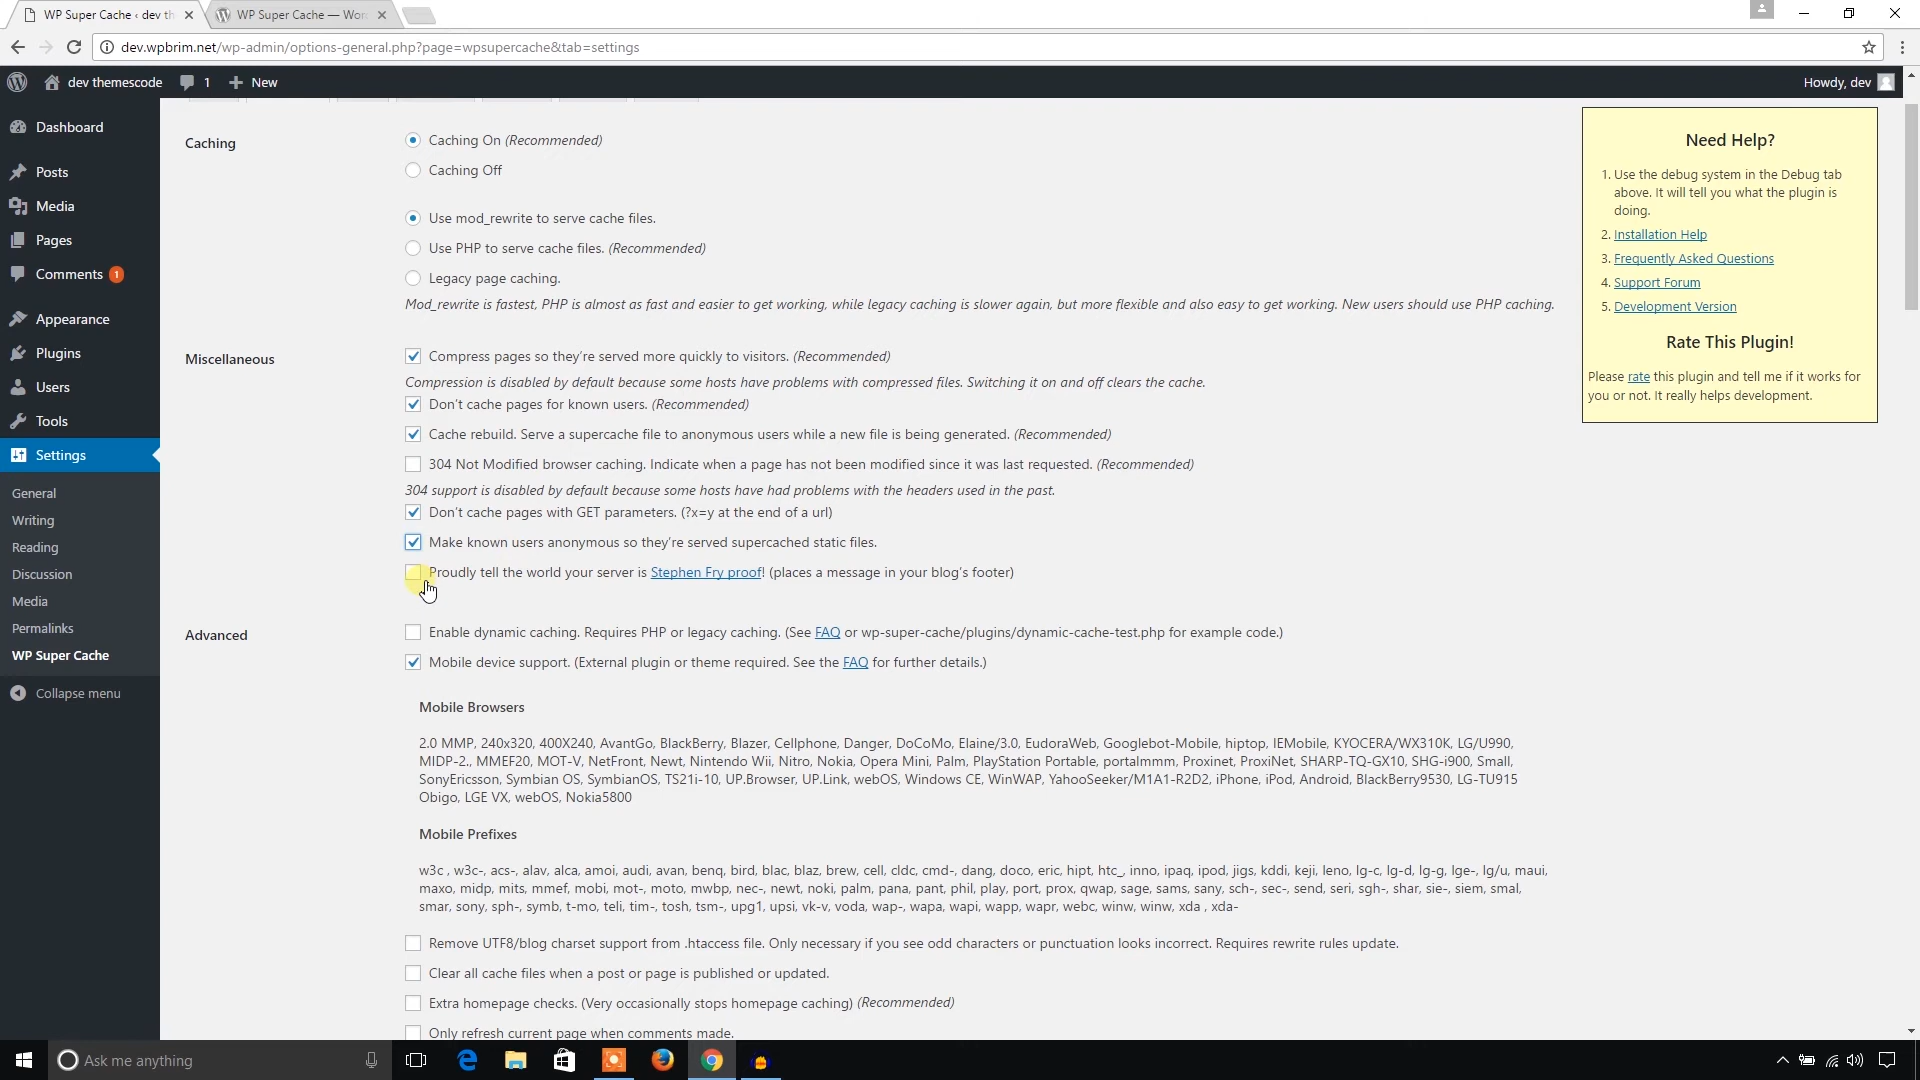 WP Super Cache ‹ dev th
WP Super Cache — Wor
dev.wpbrim.net/wp-admin/options-general.php?page=wpsupercache&tab=settings
dev themescode
1
New
Howdy, dev
Dashboard
Posts
Media
Pages
Comments 1
Appearance
Plugins
Users
Tools
Settings
General
Writing
Reading
Discussion
Media
Permalinks
WP Super Cache
Collapse menu
Caching
Caching On (Recommended)
Caching Off
Use mod_rewrite to serve cache files.
Use PHP to serve cache files. (Recommended)
Legacy page caching.
Mod_rewrite is fastest, PHP is almost as fast and easier to get working, while legacy caching is slower again, but more flexible and also easy to get working. New users should use PHP caching.
Miscellaneous
Compress pages so they're served more quickly to visitors. (Recommended)
Compression is disabled by default because some hosts have problems with compressed files. Switching it on and off clears the cache.
Don't cache pages for known users. (Recommended)
Cache rebuild. Serve a supercache file to anonymous users while a new file is being generated. (Recommended)
304 Not Modified browser caching. Indicate when a page has not been modified since it was last requested. (Recommended)
304 support is disabled by default because some hosts have had problems with the headers used in the past.
Don't cache pages with GET parameters. (?x=y at the end of a url)
Make known users anonymous so they're served supercached static files.
Proudly tell the world your server is Stephen Fry proof! (places a message in your blog's footer)
Advanced
Enable dynamic caching. Requires PHP or legacy caching. (See FAQ or wp-super-cache/plugins/dynamic-cache-test.php for example code.)
Mobile device support. (External plugin or theme required. See the FAQ for further details.)
Mobile Browsers
2.0 MMP, 240x320, 400X240, AvantGo, BlackBerry, Blazer, Cellphone, Danger, DoCoMo, Elaine/3.0, EudoraWeb, Googlebot-Mobile, hiptop, IEMobile, KYOCERA/WX310K, LG/U990,
MIDP-2., MMEF20, MOT-V, NetFront, Newt, Nintendo Wii, Nitro, Nokia, Opera Mini, Palm, PlayStation Portable, portalmmm, Proxinet, ProxiNet, SHARP-TQ-GX10, SHG-i900, Small,
SonyEricsson, Symbian OS, SymbianOS, TS21i-10, UP.Browser, UP.Link, webOS, Windows CE, WinWAP, YahooSeeker/M1A1-R2D2, iPhone, iPod, Android, BlackBerry9530, LG-TU915
Obigo, LGE VX, webOS, Nokia5800
Mobile Prefixes
w3c , w3c-, acs-, alav, alca, amoi, audi, avan, benq, bird, blac, blaz, brew, cell, cldc, cmd-, dang, doco, eric, hipt, htc_, inno, ipaq, ipod, jigs, kddi, keji, leno, lg-c, lg-d, lg-g, lge-, lg/u, maui,
maxo, midp, mits, mmef, mobi, mot-, moto, mwbp, nec-, newt, noki, palm, pana, pant, phil, play, port, prox, qwap, sage, sams, sany, sch-, sec-, send, seri, sgh-, shar, sie-, siem, smal,
smar, sony, sph-, symb, t-mo, teli, tim-, tosh, tsm-, upg1, upsi, vk-v, voda, wap-, wapa, wapi, wapp, wapr, webc, winw, winw, xda , xda-
Remove UTF8/blog charset support from .htaccess file. Only necessary if you see odd characters or punctuation looks incorrect. Requires rewrite rules update.
Clear all cache files when a post or page is published or updated.
Extra homepage checks. (Very occasionally stops homepage caching) (Recommended)
Only refresh current page when comments made.
Need Help?
1. Use the debug system in the Debug tab
above. It will tell you what the plugin is
doing.
2. Installation Help
3. Frequently Asked Questions
4. Support Forum
5. Development Version
Rate This Plugin!
Please rate this plugin and tell me if it works for
you or not. It really helps development.
Ask me anything